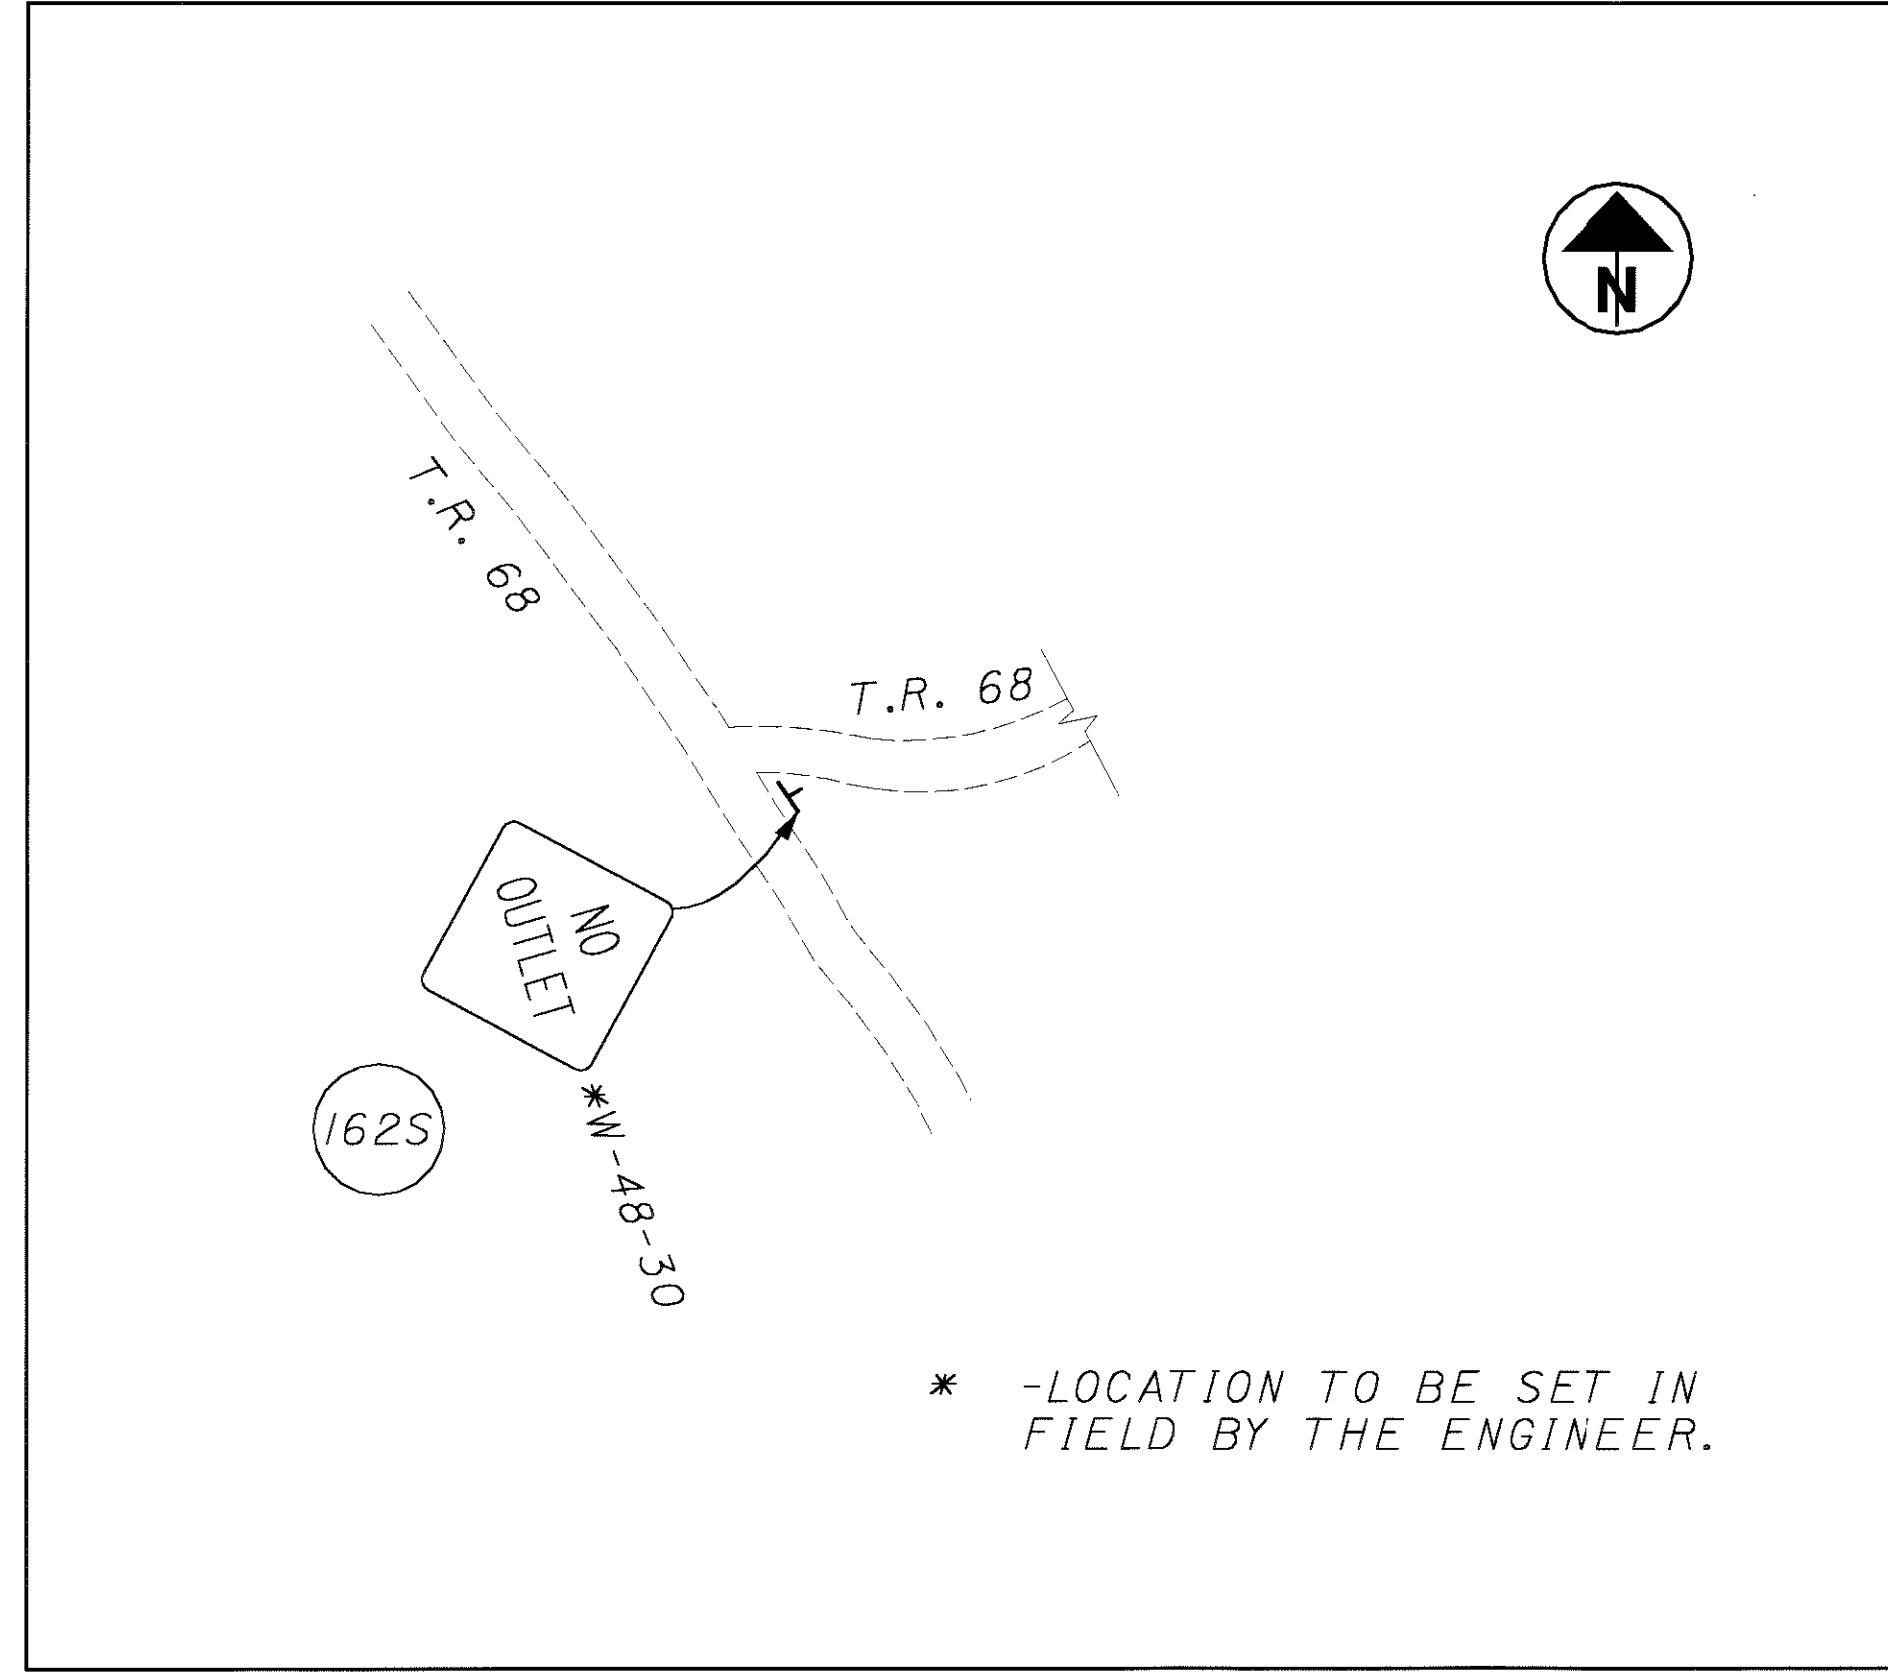 N
T.R. 68
T.R. 68
NO
OUTLET
162S
*W-48-30
* -LOCATION TO BE SET IN
FIELD BY THE ENGINEER.